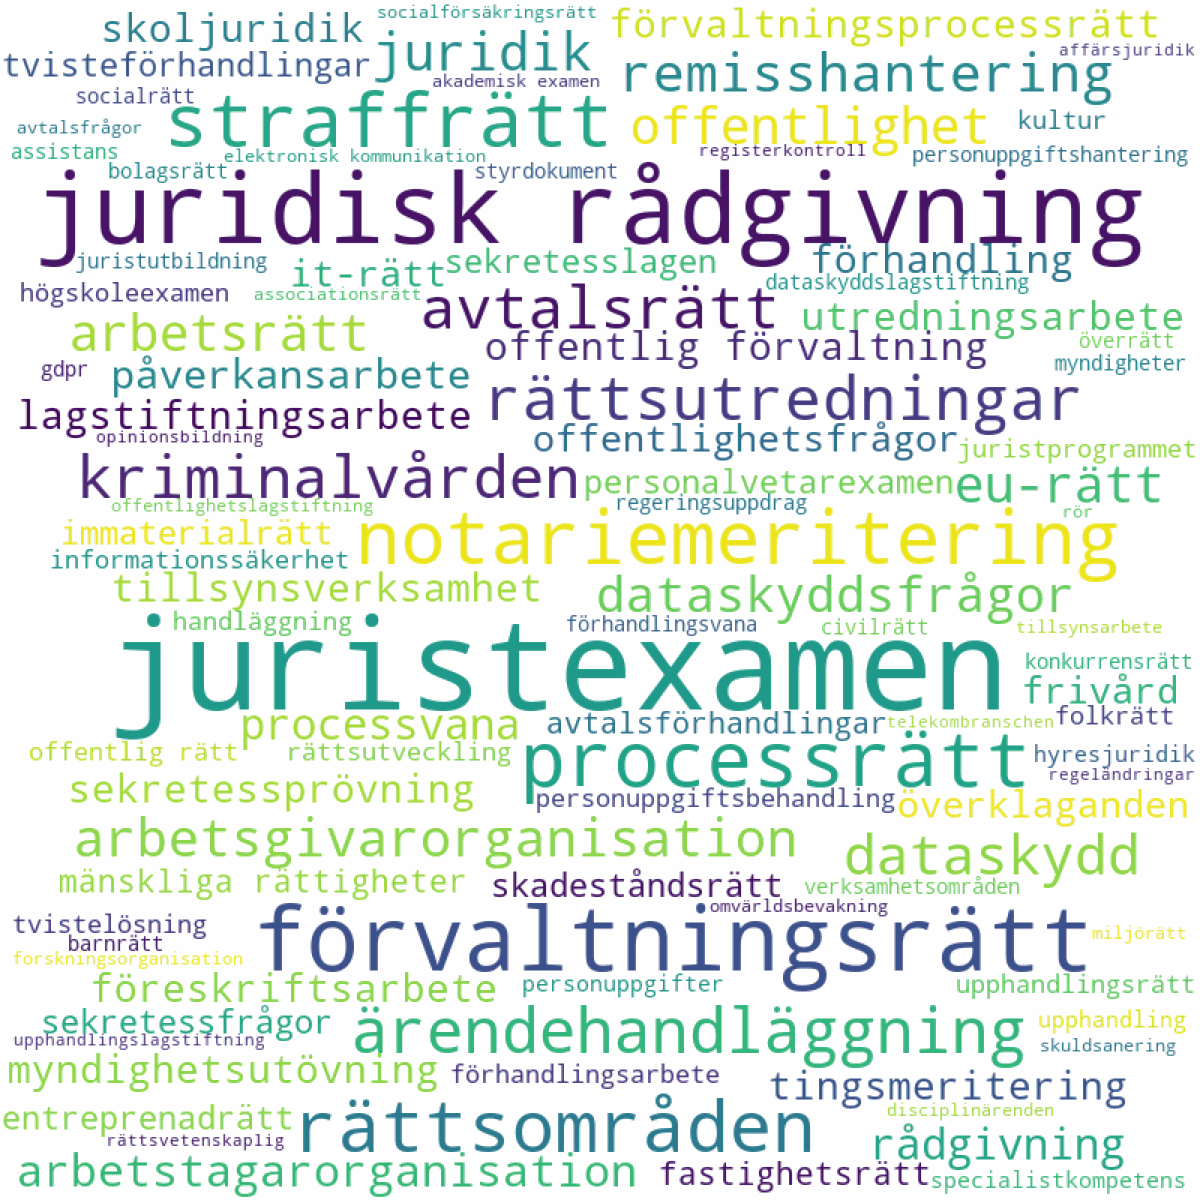 skoljuridik
socialförsäkringsrätt
förvaltningsprocessrätt
juridik
affärsjuridik
tvisteförhandlingar
remisshantering
akademisk examen
socialrätt
straffrätt
offentlighet
kultur
avtalsfrågor
assistans
elektronisk kommunikation
registerkontroll
personuppgiftshantering
bolagsrätt
styrdokument
juridisk rådgivning
juristutbildning
it-rätt
sekretesslagen
förhandling
dataskyddslagstiftning
högskoleexamen
associationsrätt
avtalsrätt
utredningsarbete
arbetsrätt
offentlig förvaltning
överrätt
gdpr
påverkansarbete
myndigheter
lagstiftningsarbete
rättsutredningar
opinionsbildning
offentlighetsfrågor
juristprogrammet
kriminalvården
personalvetarexamen
eu-rätt
offentlighetslagstiftning
regeringsuppdrag
rör
immaterialrätt
notariemeritering
informationssäkerhet
tillsynsverksamhet
dataskyddsfrågor
handläggning
förhandlingsvana
civilrätt
tillsynsarbete
juristexamen
konkurrensrätt
frivård
processvana
avtalsförhandlingar
telekombranschen
folkrätt
offentlig rätt
rättsutveckling
processrätt
hyresjuridik
regeländringar
sekretessprövning
personuppgiftsbehandling
överklaganden
arbetsgivarorganisation
dataskydd
mänskliga rättigheter
skadeståndsrätt
verksamhetsområden
omvärldsbevakning
tvistelösning
förvaltningsrätt
miljörätt
barnrätt
forskningsorganisation
föreskriftsarbete
personuppgifter
upphandlingsrätt
sekretessfrågor
ärendehandläggning
upphandling
upphandlingslagstiftning
skuldsanering
myndighetsutövning
förhandlingsarbete
tingsmeritering
entreprenadrätt
rättsområden
disciplinärenden
rättsvetenskaplig
rådgivning
arbetstagarorganisation
fastighetsrätt
specialistkompetens